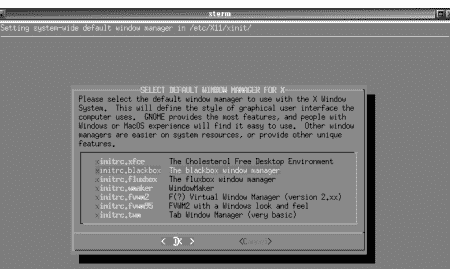 xterm
Setting system-wide default window manager in /etc/X11/xinit/
SELECT DEFAULT WINDOW MANAGER FOR X
Please select the default window manager to use with the X Window
System.  This will define the style of graphical user interface the
computer uses.  GNOME provides the most features, and people with
Windows or MacOS experience will find it easy to use.  Other window
managers are easier on system resources, or provide other unique
features.
xinitrc.xfce The Cholesterol Free Desktop Environment
xinitrc.blackbox The blackbox window manager
xinitrc.fluxbox The fluxbox window manager
xinitrc.wmaker WindowMaker
xinitrc.fvwm2 F(?) Virtual Window Manager (version 2.xx)
xinitrc.fvwm95 FVWM2 with a Windows look and feel
xinitrc.twm Tab Window Manager (very basic)
< OK > <Cancel>